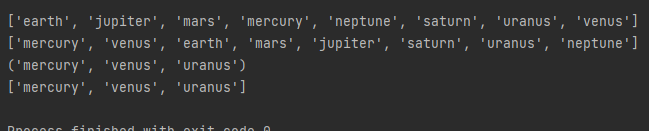 ['earth', 'jupiter', 'mars', 'mercury', 'neptune', 'saturn', 'uranus', 'venus']
['mercury', 'venus', 'earth', 'mars', 'jupiter', 'saturn', 'uranus', 'neptune']
('mercury', 'venus', 'uranus')
['mercury', 'venus', 'uranus']
Process finished with exit code 0